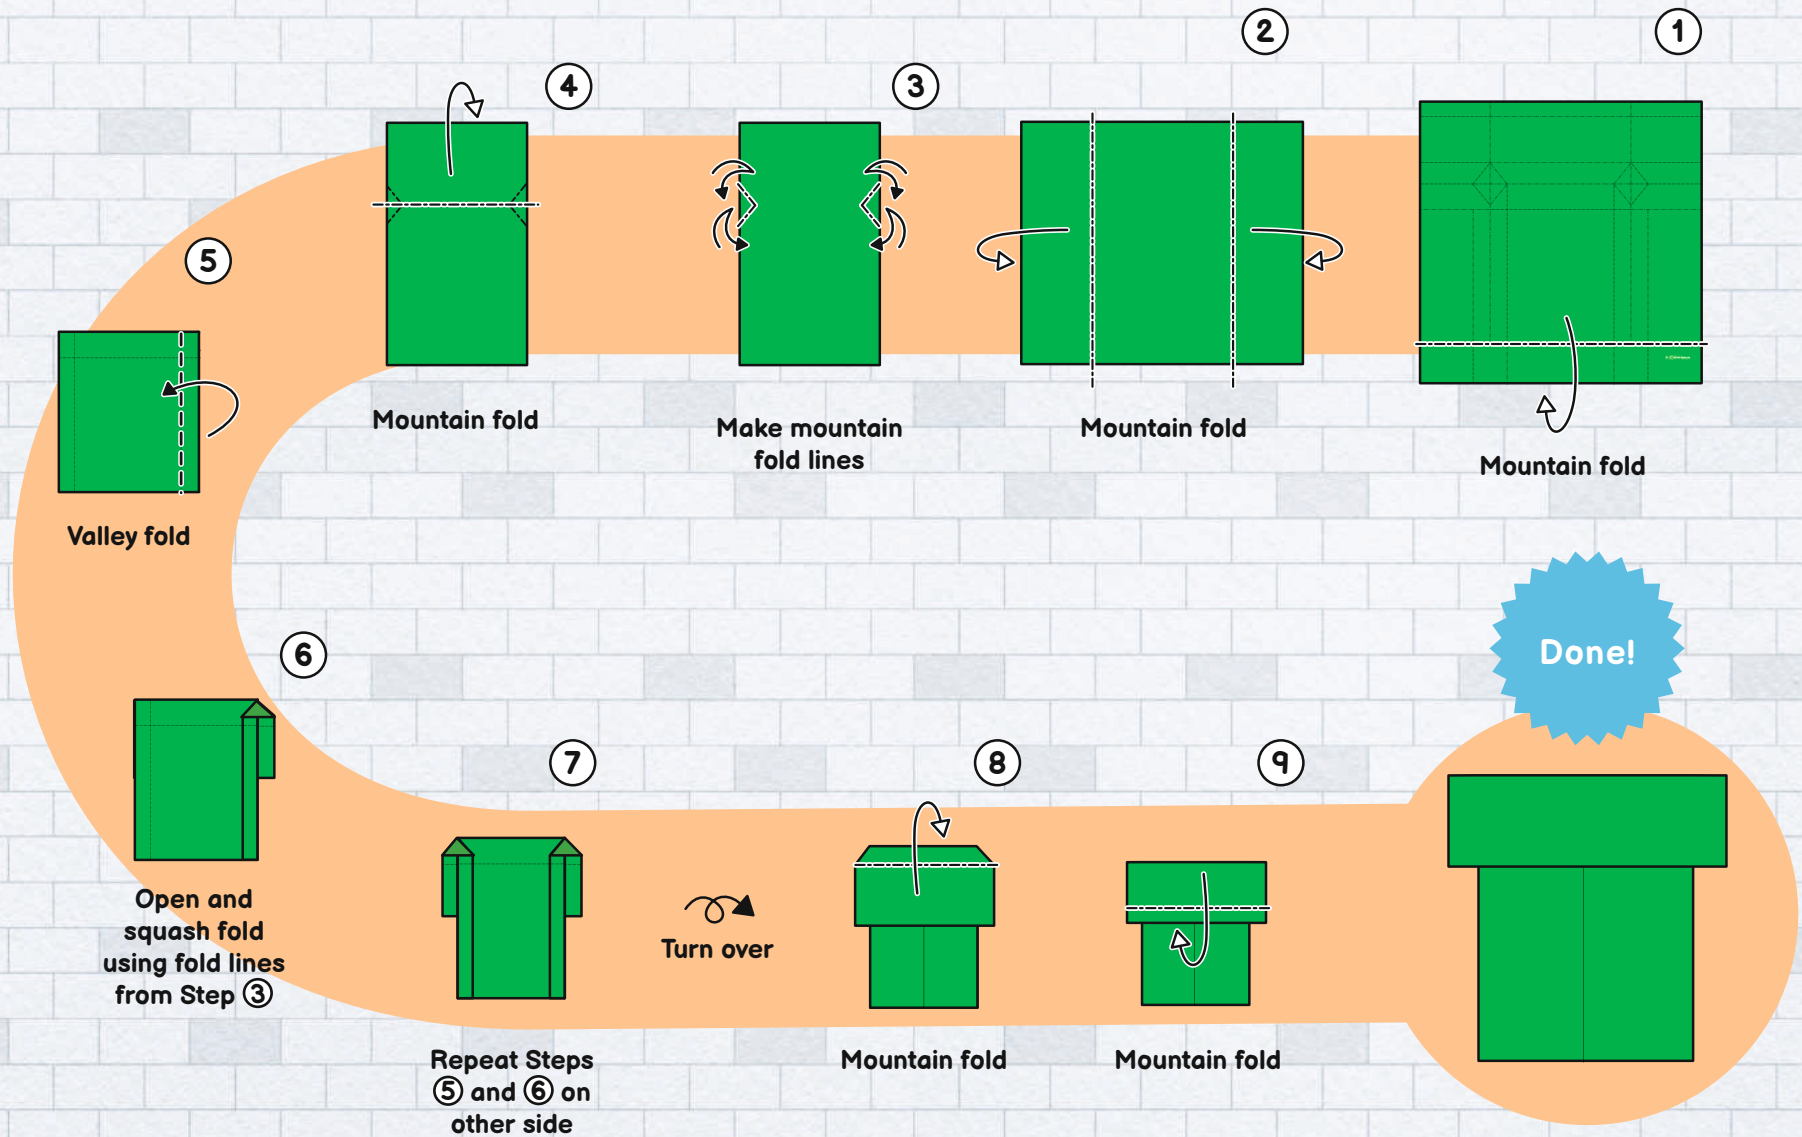 1
Mountain fold
2
Mountain fold
3
Make mountain
fold lines
4
Mountain fold
5
Valley fold
6
Open and
squash fold
using fold lines
from Step 3
7
Repeat Steps
5 and 6 on
other side
Turn over
8
Mountain fold
9
Mountain fold
Done!